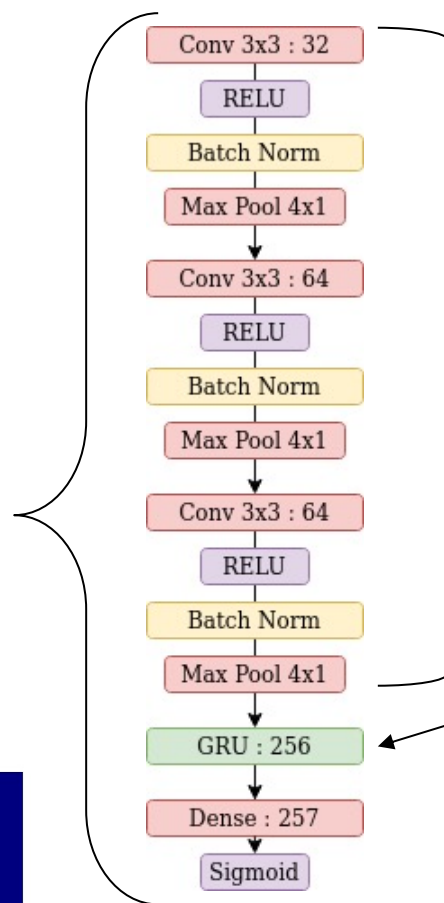 Conv 3x3 : 32
RELU
Batch Norm
Max Pool 4x1
Conv 3x3 : 64
RELU
Batch Norm
Max Pool 4x1
Conv 3x3 : 64
RELU
Batch Norm
Max Pool 4x1
GRU : 256
Dense : 257
Sigmoid